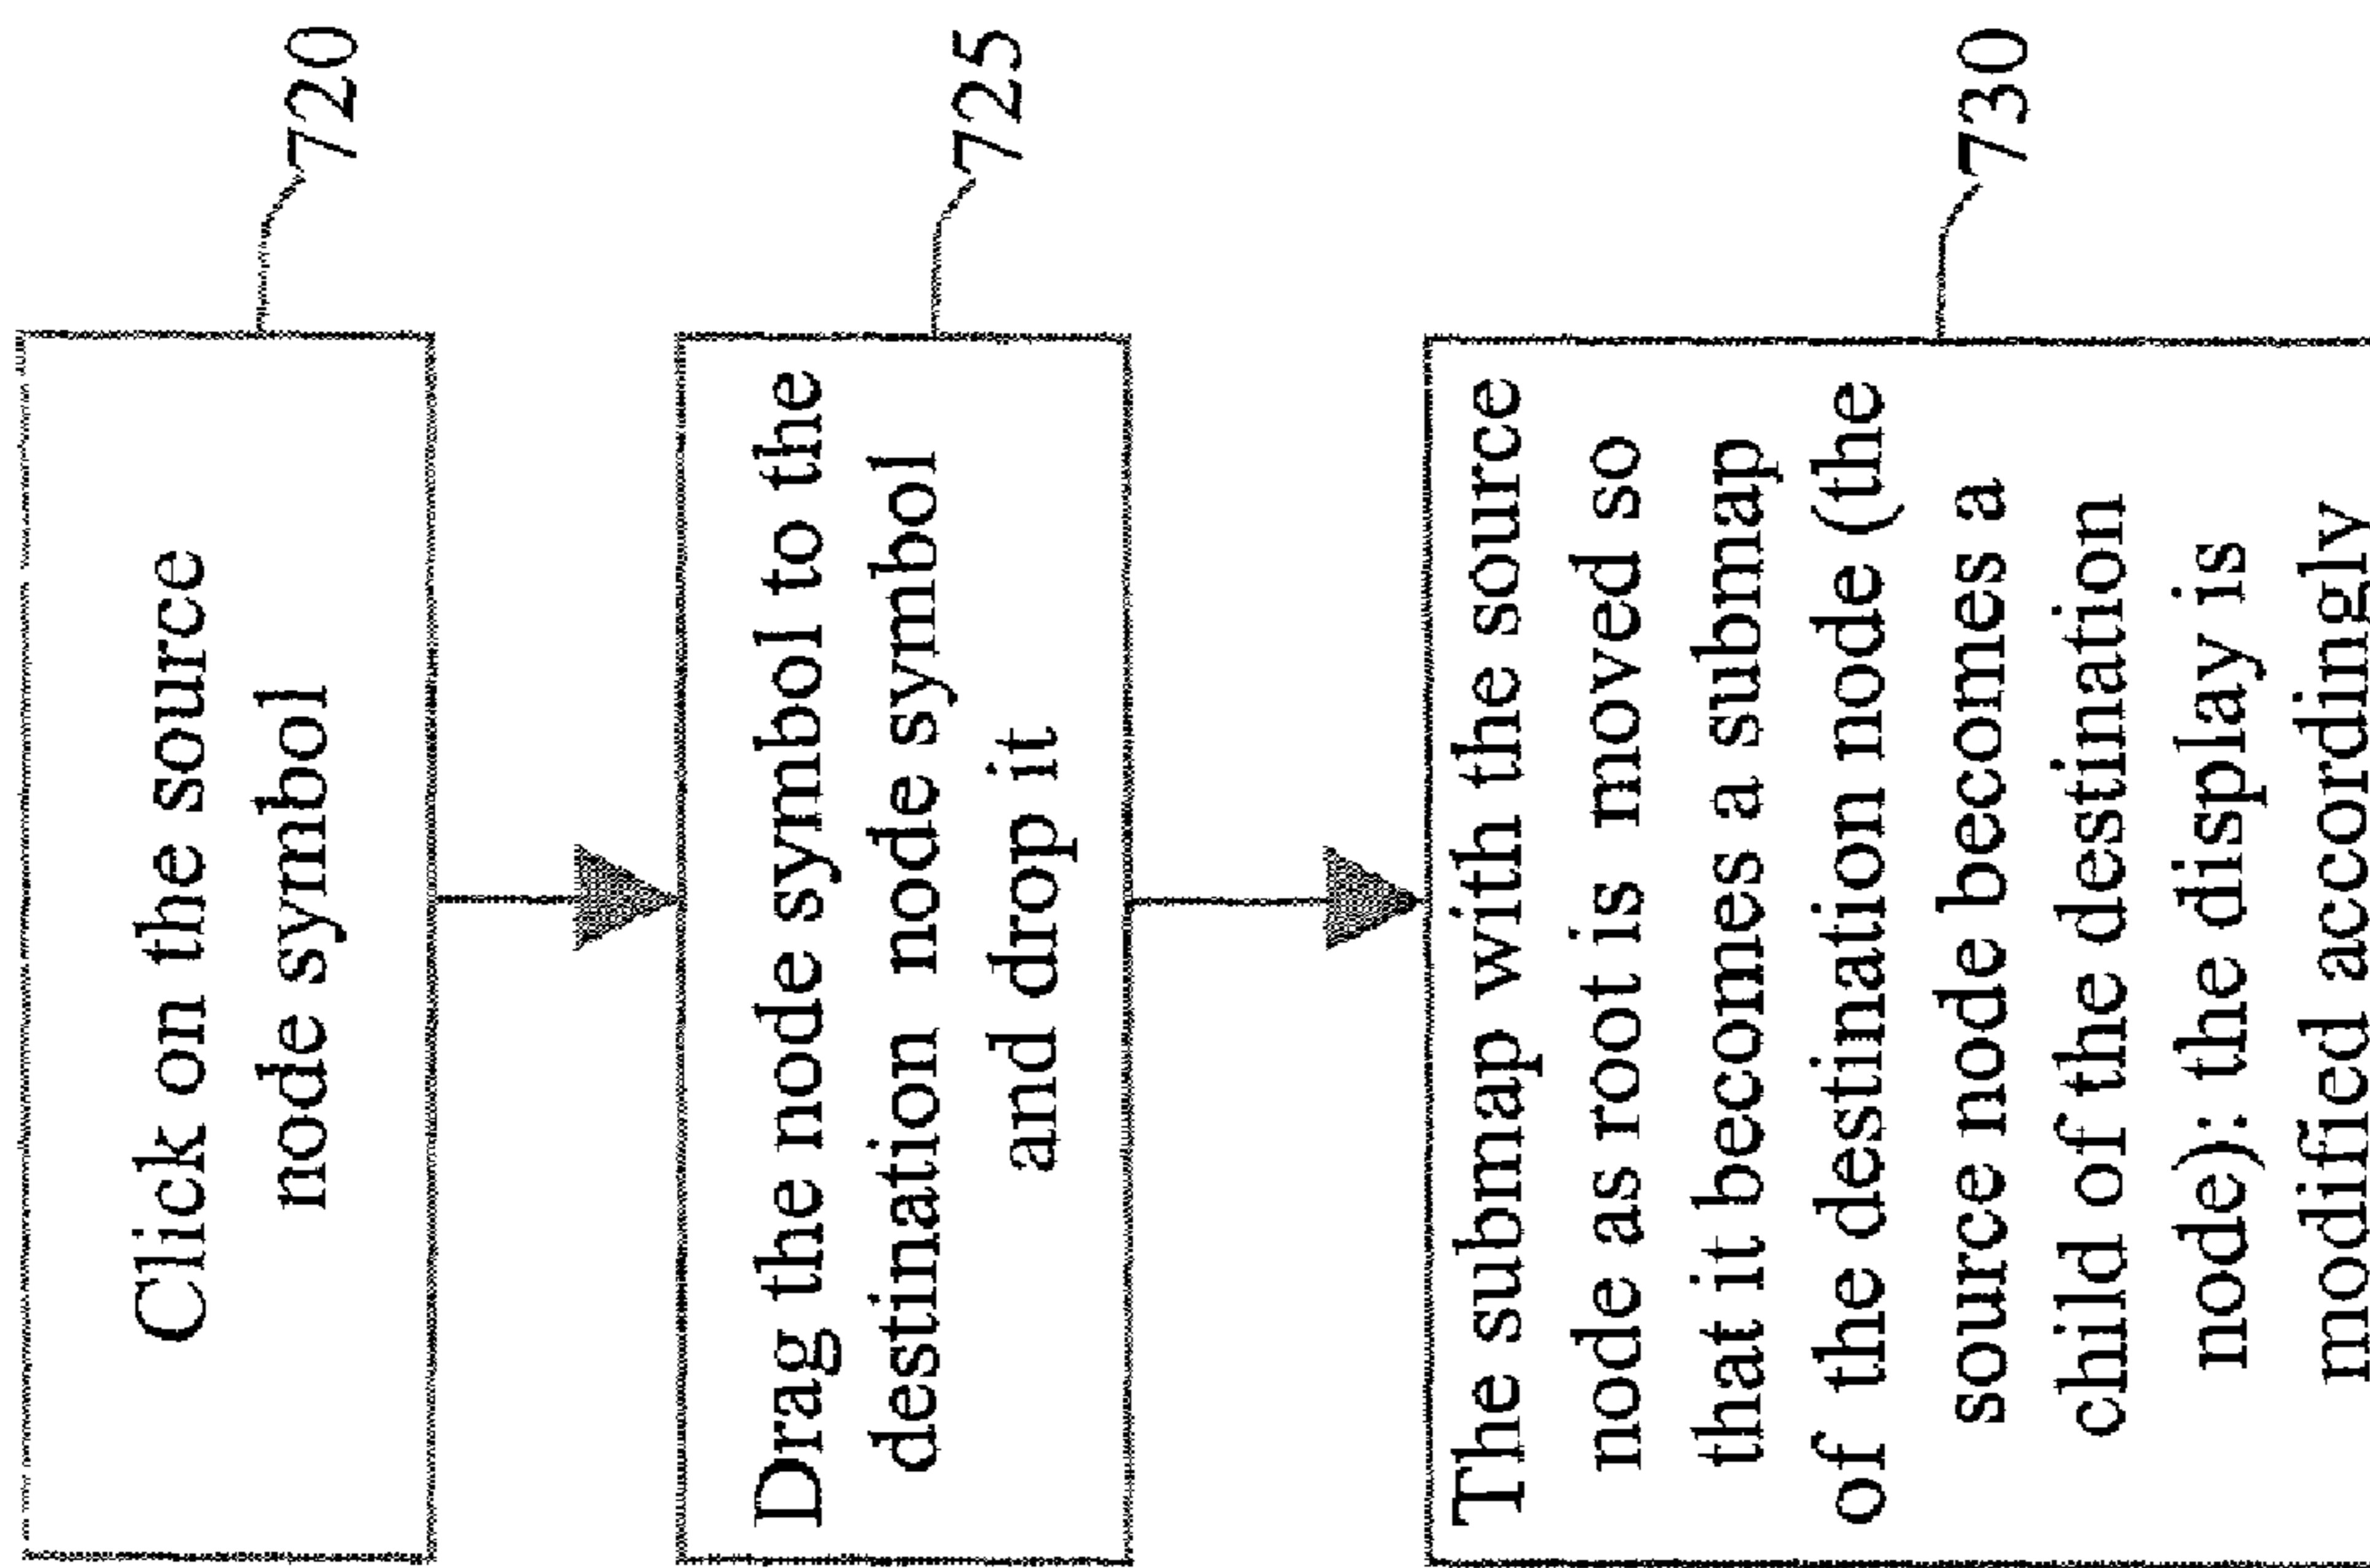 Click on the source
node symbol
720
Drag the node symbol to the
destination node symbol
and drop it
725
The submap with the source
node as root is moved so
that it becomes a submap
of the destination node (the
source node becomes a
child of the destination
node): the display is
modified accordingly
730